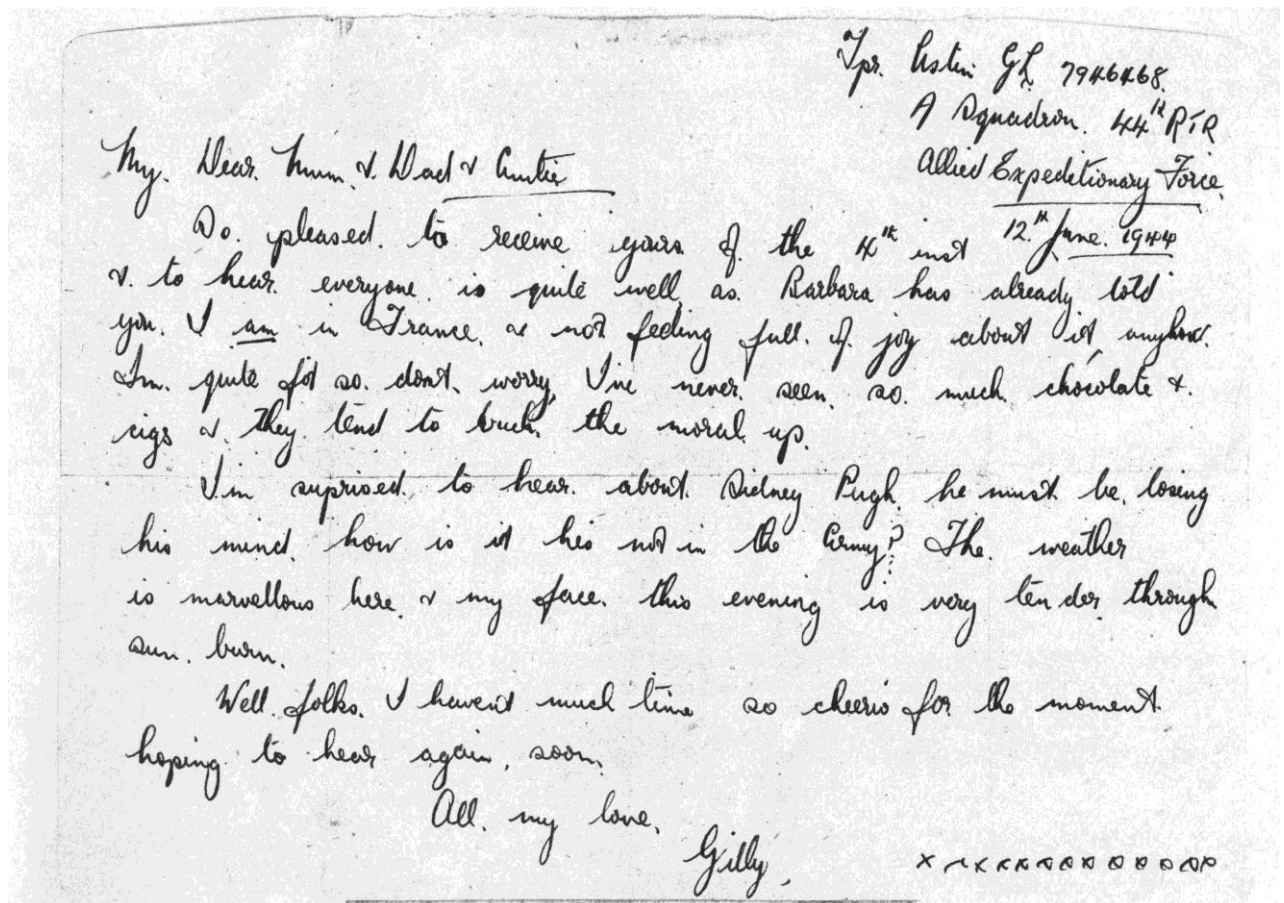 Tpr. Astin G.L. 7946468.
A Squadron. 44th RTR
Allied Expeditionary Force.
12th June. 1944
My. Dear. Mum. & Dad & Auntie
So. pleased. to receive yours. of. the 4th inst
& to hear. everyone. is quite well, as. Barbara has already told
you. I am in France. & not feeling full. of. joy about it anyhow.
Im. quite fit so. dont. worry, I've never. seen. so. much. chocolate &
cigs & they tend to buck. the moral up.
I'm suprised. to hear. about. Sidney Pugh. he must. be. losing
his mind. how is it hes not in the Army? The. weather
is marvellous here. & my face. this evening is very tender through
sun. burn.
Well folks. I havent much time so cheerio for the moment
hoping. to hear again, soon.
All. my love,
Gilly,
xxxxxxxxxxxxx